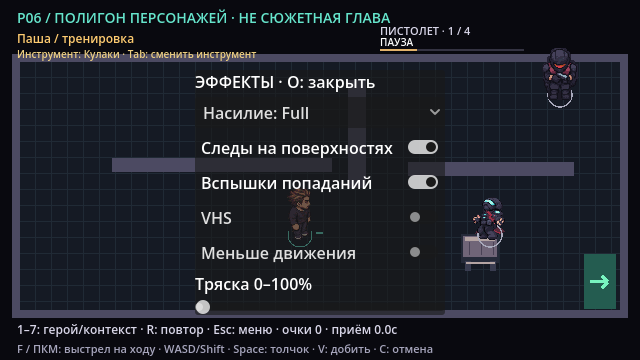 P06 / ПОЛИГОН ПЕРСОНАЖЕЙ · НЕ СЮЖЕТНАЯ ГЛАВА
Паша / тренировка
ПИСТОЛЕТ · 1 / 4
ПАУЗА
Инструмент: Кулаки · Tab: сменить инструмент
ЭФФЕКТЫ · O: закрыть
Насилие: Full
Следы на поверхностях
Вспышки попаданий
VHS
Меньше движения
Тряска 0–100%
1–7: герой/контекст · R: повтор · Esc: меню · очки 0 · приём 0.0с
F / ПКМ: выстрел на ходу · WASD/Shift · Space: толчок · V: добить · C: отмена